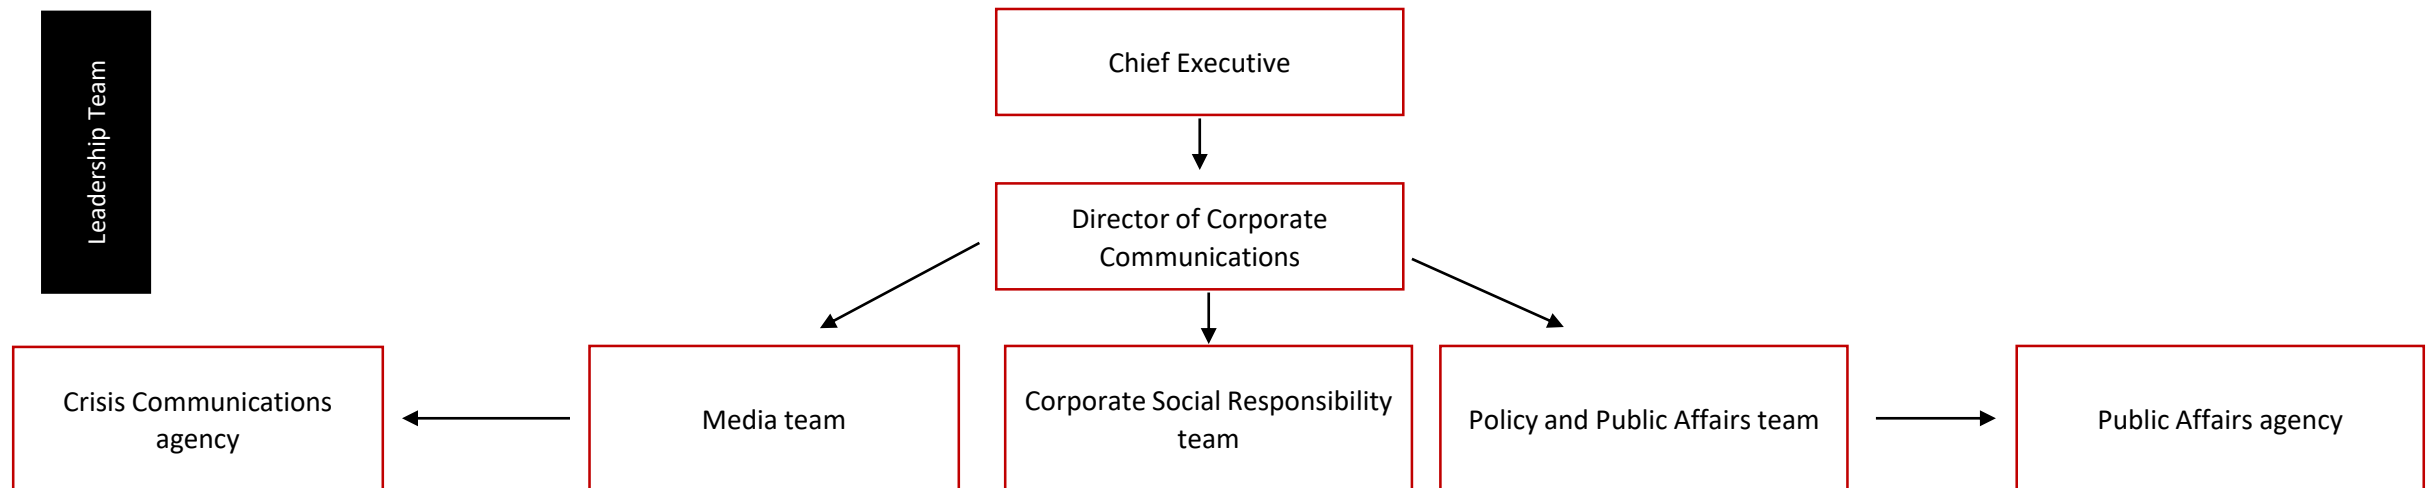 Leadership Team
Chief Executive
Director of Corporate
Communications
Crisis Communications
agency
Media team
Corporate Social Responsibility
team
Policy and Public Affairs team
Public Affairs agency